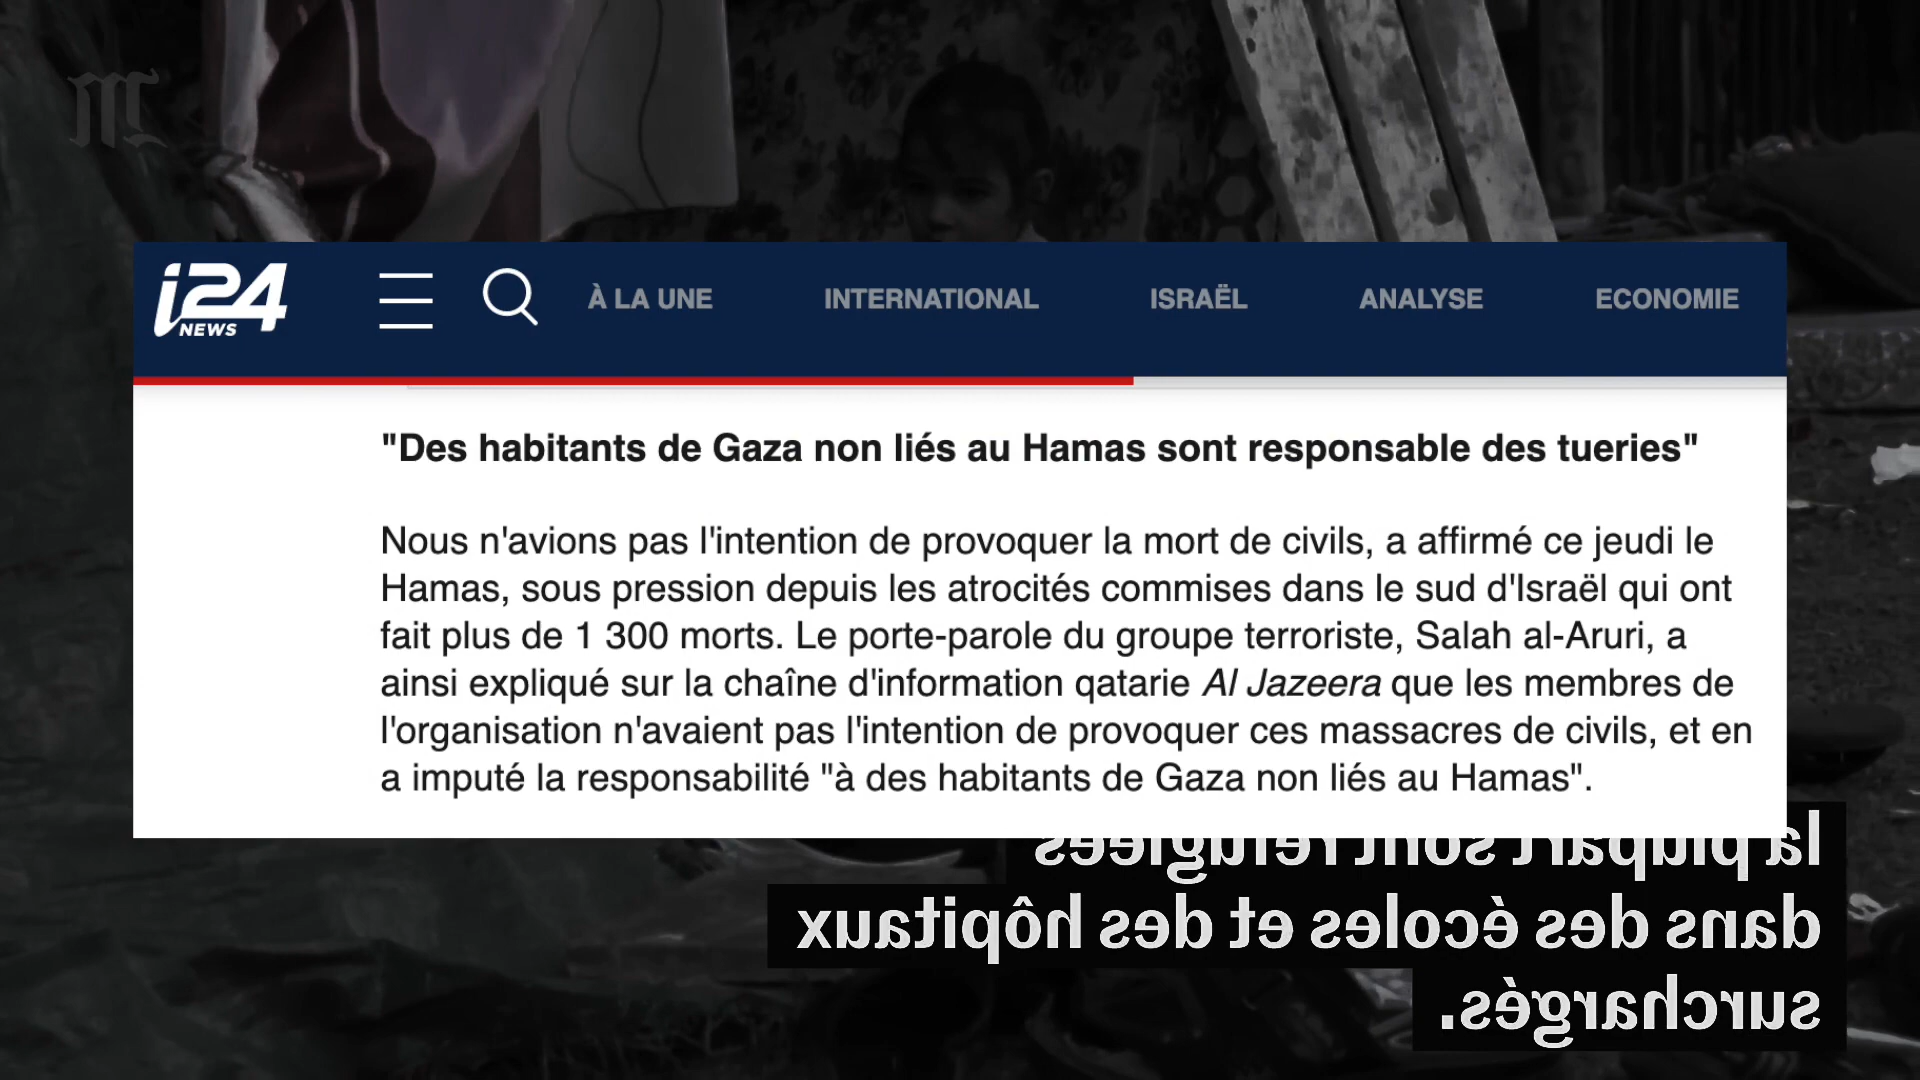 M
i24
NEWS
À LA UNE
INTERNATIONAL
ISRAËL
ANALYSE
ECONOMIE
"Des habitants de Gaza non liés au Hamas sont responsable des tueries"
Nous n'avions pas l'intention de provoquer la mort de civils, a affirmé ce jeudi le
Hamas, sous pression depuis les atrocités commises dans le sud d'Israël qui ont
fait plus de 1 300 morts. Le porte-parole du groupe terroriste, Salah al-Aruri, a
ainsi expliqué sur la chaîne d'information qatarie Al Jazeera que les membres de
l'organisation n'avaient pas l'intention de provoquer ces massacres de civils, et en
a imputé la responsabilité "à des habitants de Gaza non liés au Hamas".
la plupart sont réfugiées
dans des écoles et des hôpitaux
surchargés.